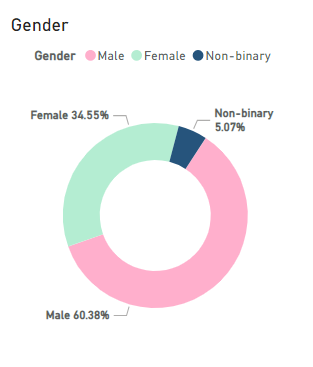 Gender
Gender Male Female Non-binary
Female 34.55%
Non-binary
5.07%
Male 60.38%